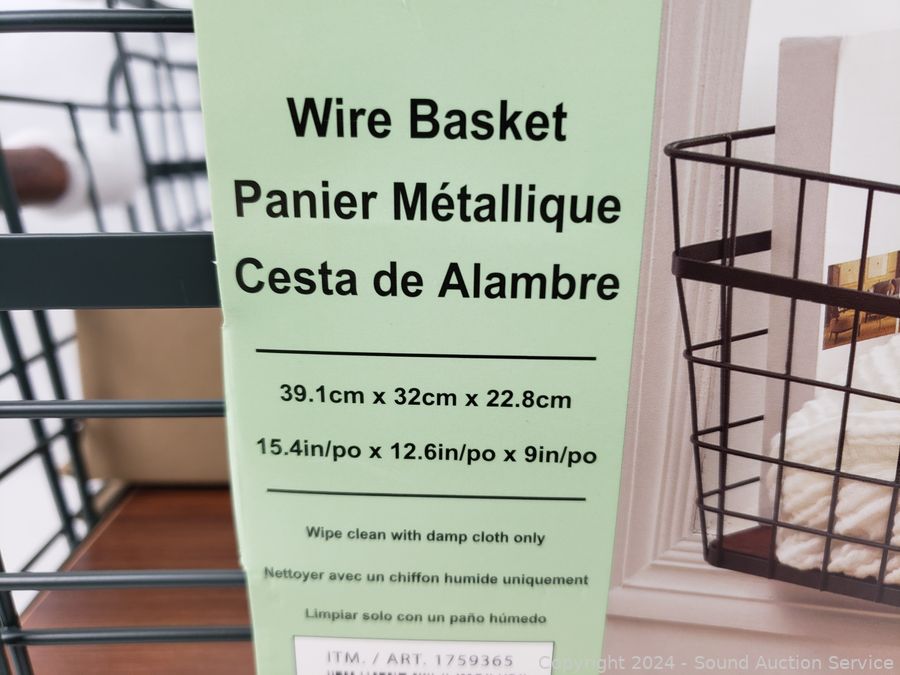 Wire Basket
Panier Métallique
Cesta de Alambre
39.1cm x 32cm x 22.8cm
15.4in/po x 12.6in/po x 9in/po
Wipe clean with damp cloth only
Nettoyer avec un chiffon humide uniquement
Limpiar solo con un paño húmedo
ITM. / ART. 1759365
Copyright 2024 - Sound Auction Service